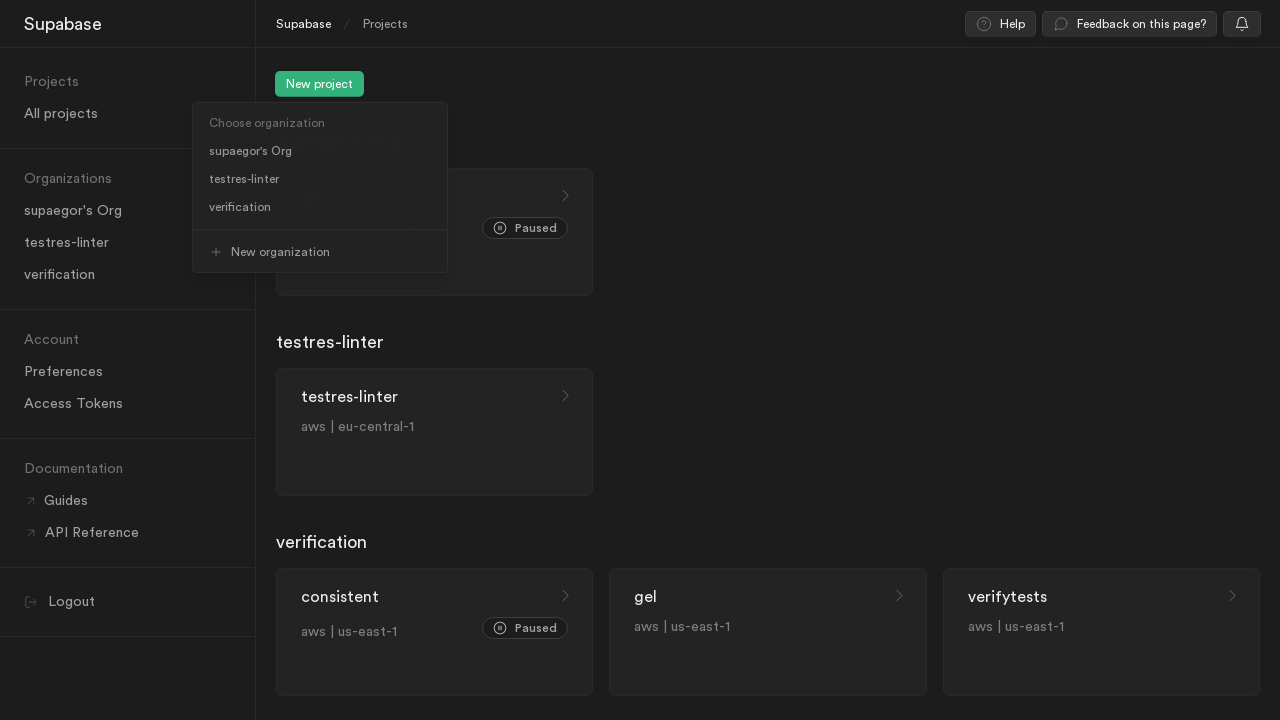 Supabase
Supabase / Projects
Help
Feedback on this page?
Projects
All projects
Organizations
supaegor's Org
testres-linter
verification
Account
Preferences
Access Tokens
Documentation
Guides
API Reference
Logout
New project
Choose organization
supaegor's Org
testres-linter
verification
New organization
Paused
testres-linter
testres-linter
aws | eu-central-1
verification
consistent
aws | us-east-1
Paused
gel
aws | us-east-1
verifytests
aws | us-east-1